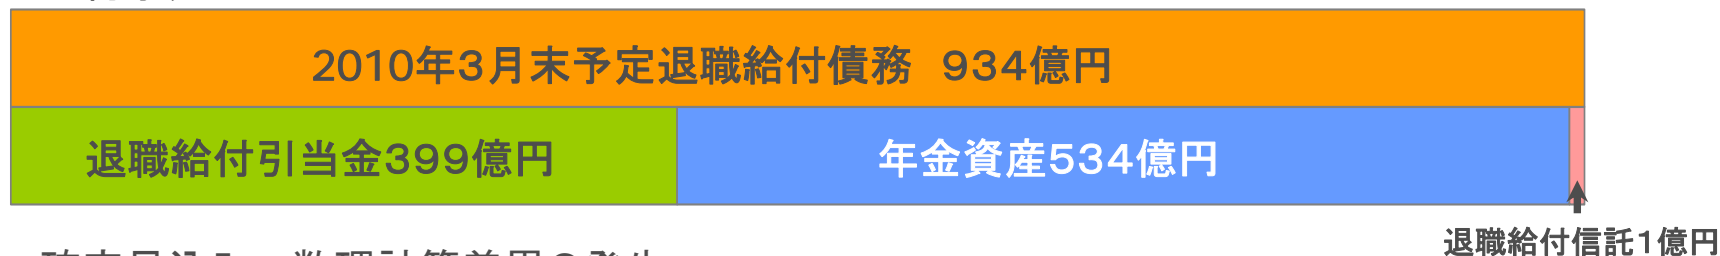 2010年3月末予定退職給付債務　934億円
退職給付引当金399億円
年金資産534億円
退職給付信託1億円